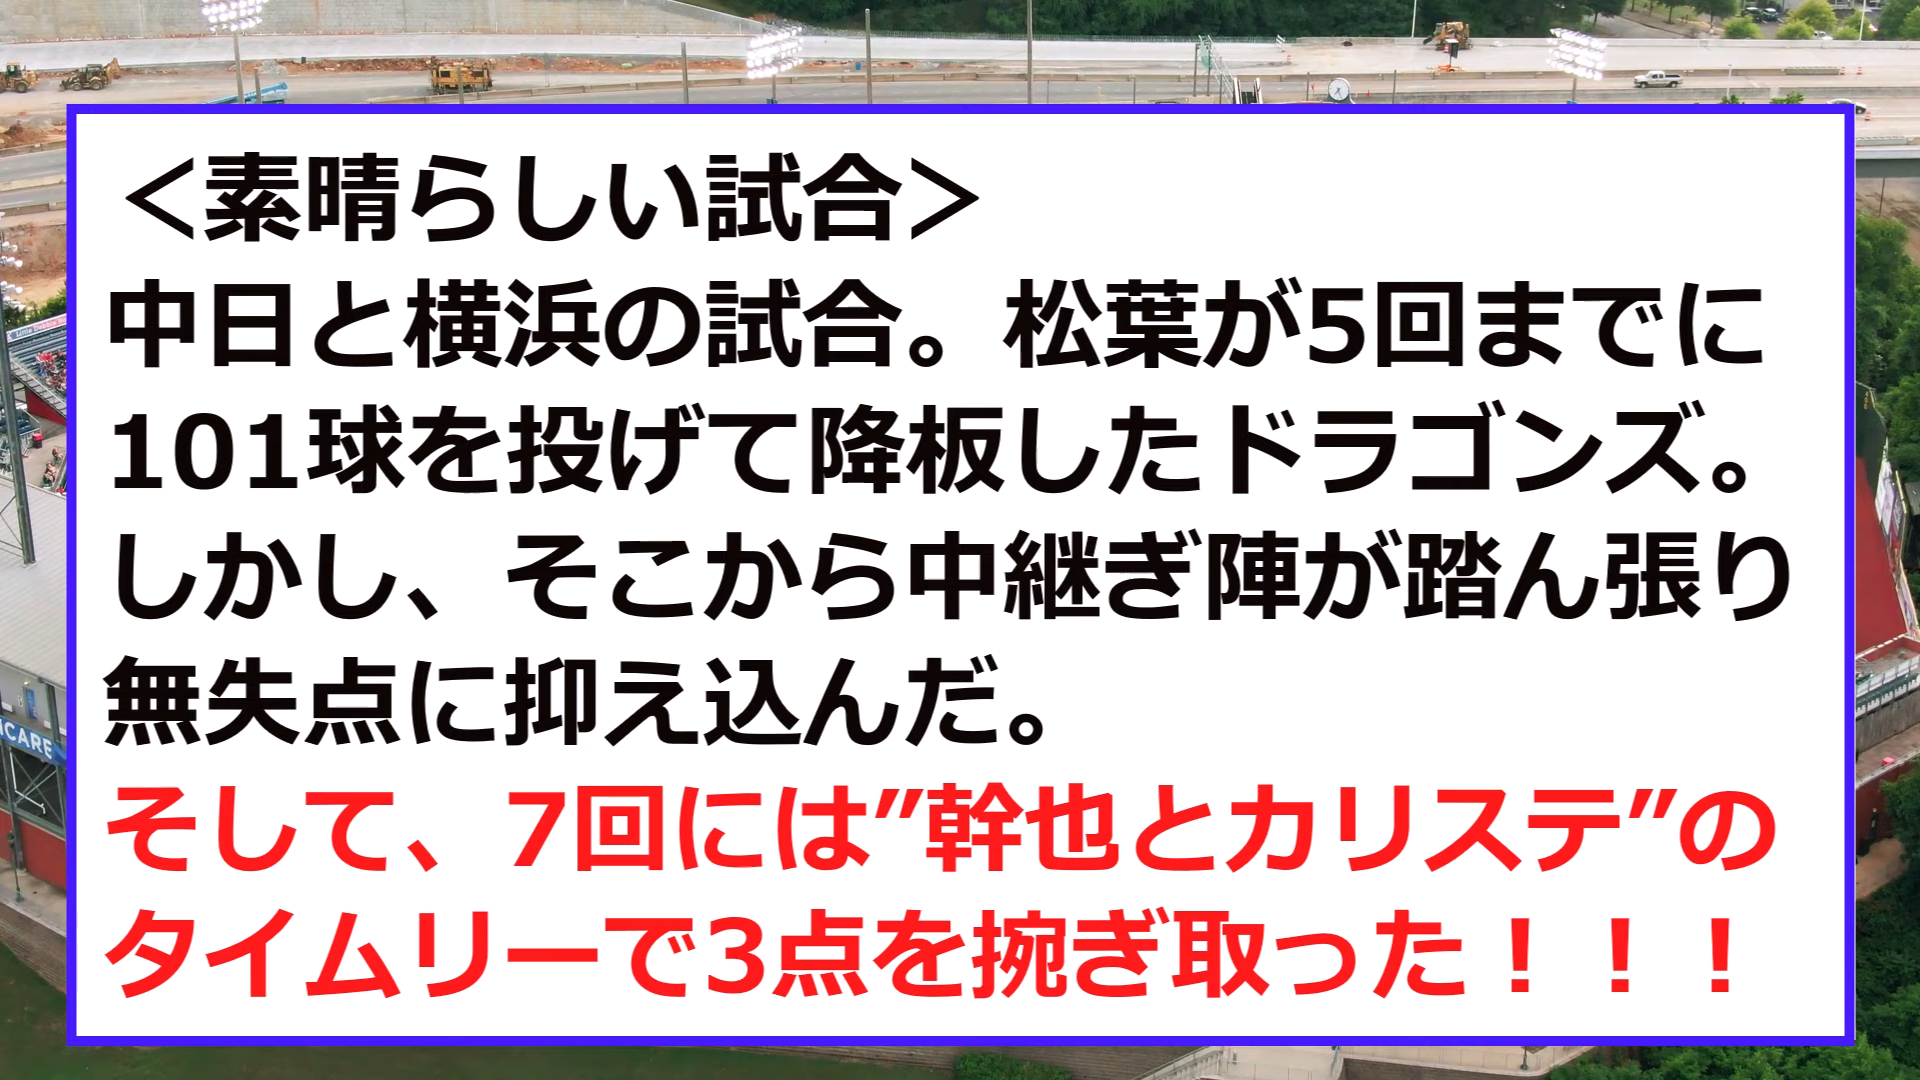 ＜素晴らしい試合＞
中日と横浜の試合。松葉が5回までに
101球を投げて降板したドラゴンズ。
しかし、そこから中継ぎ陣が踏ん張り
無失点に抑え込んだ。
そして、7回には”幹也とカリステ”の
タイムリーで3点を捥ぎ取った！！！
ICARE